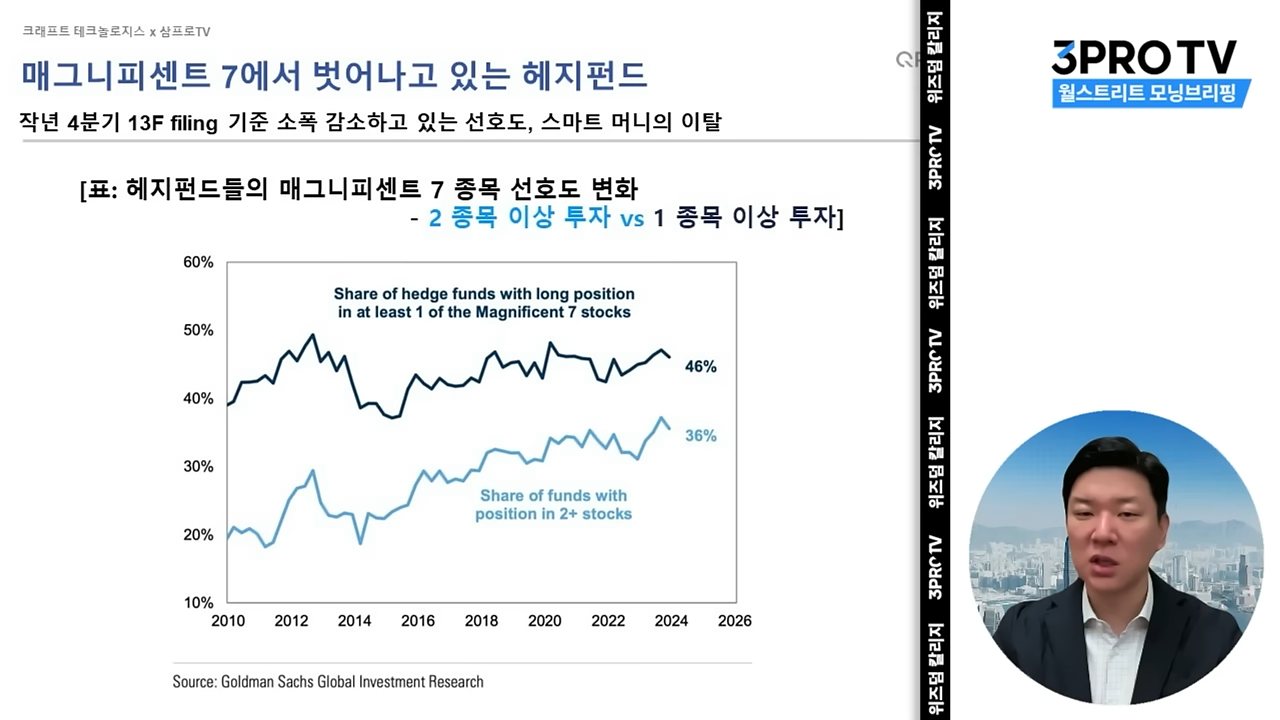 크래프트 테크놀로지스 x 삼프로TV
매그니피센트 7에서 벗어나고 있는 헤지펀드
작년 4분기 13F filing 기준 소폭 감소하고 있는 선호도, 스마트 머니의 이탈
[표: 헤지펀드들의 매그니피센트 7 종목 선호도 변화
- 2 종목 이상 투자 vs 1 종목 이상 투자]
60%
50%
40%
30%
20%
10%
Share of hedge funds with long position
in at least 1 of the Magnificent 7 stocks
46%
36%
Share of funds with
position in 2+ stocks
2010 2012 2014 2016 2018 2020 2022 2024 2026
Source: Goldman Sachs Global Investment Research
위즈덤 칼리지
3PROTV
위즈덤 칼리지
3PROTV
위즈덤 칼리지
3PROTV
위즈덤 칼리지
3PROTV
월스트리트 모닝브리핑